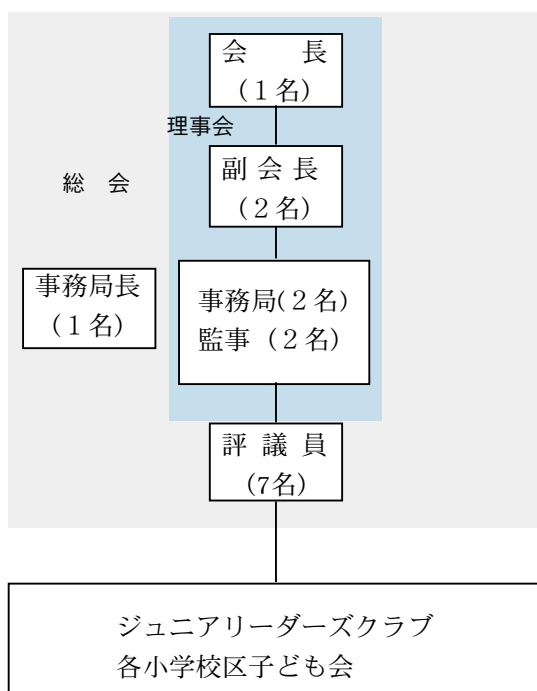 会　　長
(１名)
理事会
総　会
副 会 長
(２名)
事務局長
(１名)
事務局(２名)
監事 (２名)
評 議 員
(7名)
ジュニアリーダーズクラブ
各小学校区子ども会